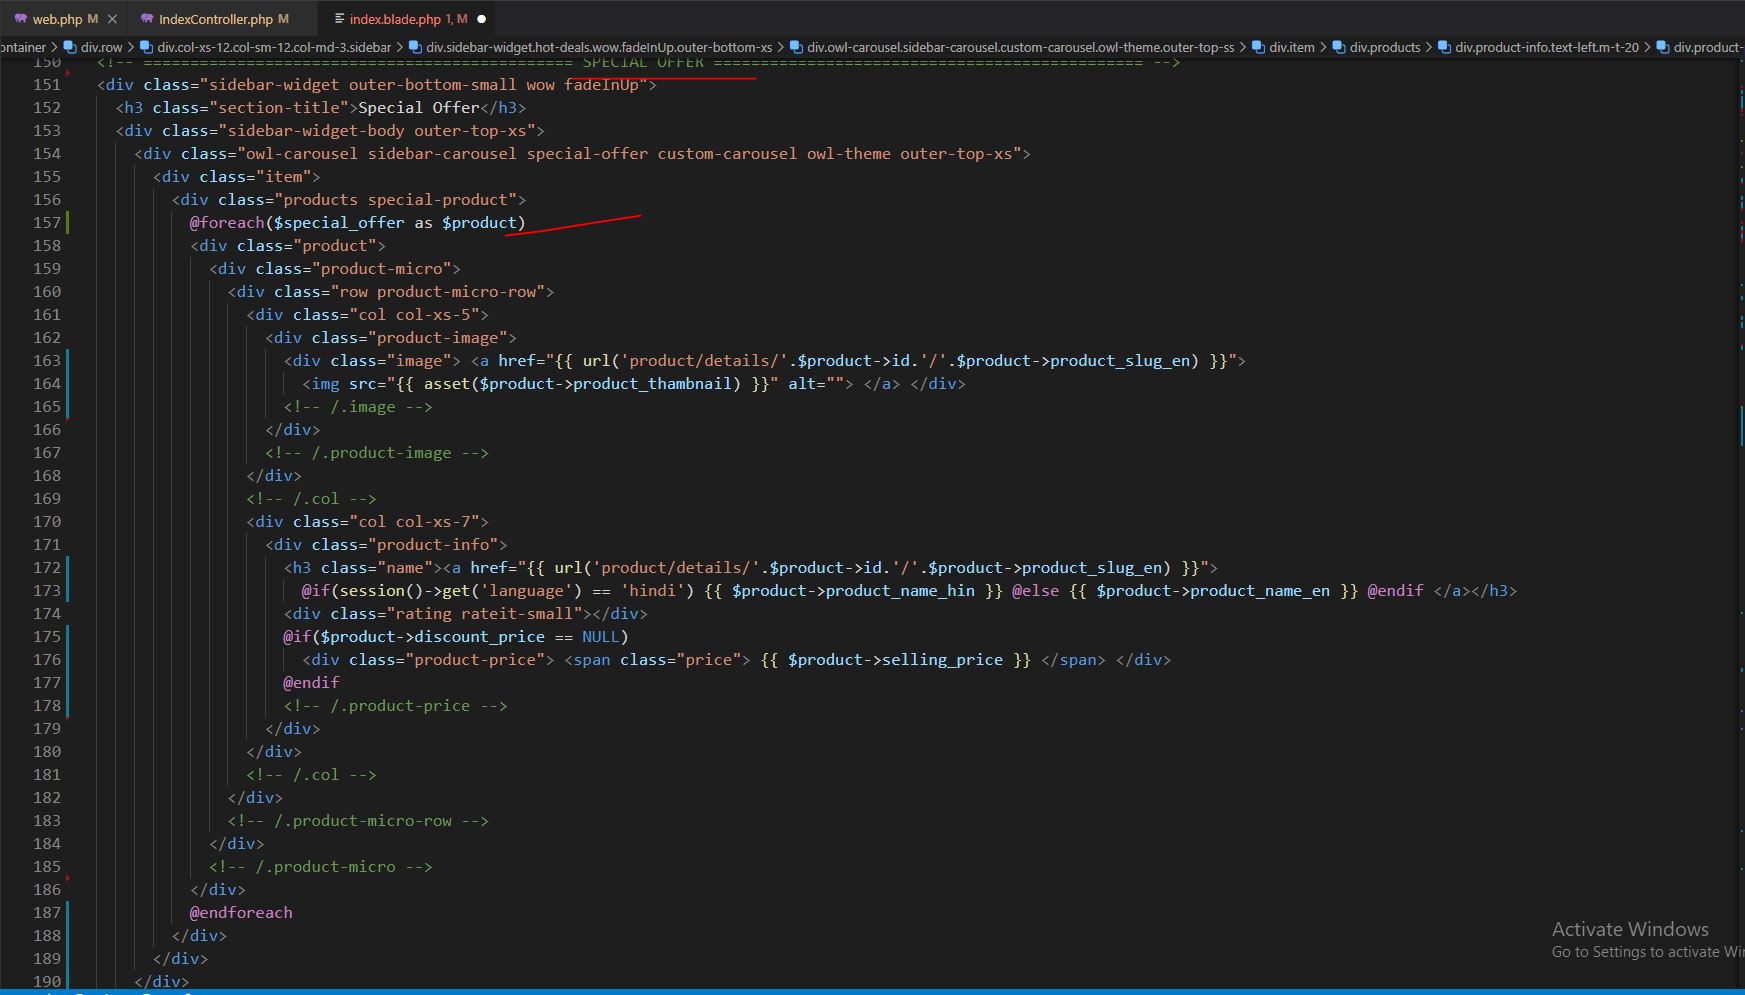 web.php M × IndexController.php M index.blade.php 1, M ●
ontainer > div.row > div.col-xs-12.col-sm-12.col-md-3.sidebar > div.sidebar-widget.hot-deals.wow.fadeInUp.outer-bottom-xs > div.owl-carousel.sidebar-carousel.custom-carousel.owl-theme.outer-top-ss > div.item > div.products > div.product-info.text-left.m-t-20 > div.product-
150 <!-- ============================================== SPECIAL OFFER ============================================== -->
151 <div class="sidebar-widget outer-bottom-small wow fadeInUp">
152 <h3 class="section-title">Special Offer</h3>
153 <div class="sidebar-widget-body outer-top-xs">
154 <div class="owl-carousel sidebar-carousel special-offer custom-carousel owl-theme outer-top-xs">
155 <div class="item">
156 <div class="products special-product">
157 @foreach($special_offer as $product)
158 <div class="product">
159 <div class="product-micro">
160 <div class="row product-micro-row">
161 <div class="col col-xs-5">
162 <div class="product-image">
163 <div class="image"> <a href="{{ url('product/details/'.$product->id.'/'.$product->product_slug_en) }}">
164 <img src="{{ asset($product->product_thambnail) }}" alt=""> </a> </div>
165 <!-- /.image -->
166 </div>
167 <!-- /.product-image -->
168 </div>
169 <!-- /.col -->
170 <div class="col col-xs-7">
171 <div class="product-info">
172 <h3 class="name"><a href="{{ url('product/details/'.$product->id.'/'.$product->product_slug_en) }}">
173 @if(session()->get('language') == 'hindi') {{ $product->product_name_hin }} @else {{ $product->product_name_en }} @endif </a></h3>
174 <div class="rating rateit-small"></div>
175 @if($product->discount_price == NULL)
176 <div class="product-price"> <span class="price"> {{ $product->selling_price }} </span> </div>
177 @endif
178 <!-- /.product-price -->
179 </div>
180 </div>
181 <!-- /.col -->
182 </div>
183 <!-- /.product-micro-row -->
184 </div>
185 <!-- /.product-micro -->
186 </div>
187 @endforeach
188 </div>
189 </div>
190 </div>
Activate Windows
Go to Settings to activate Wi